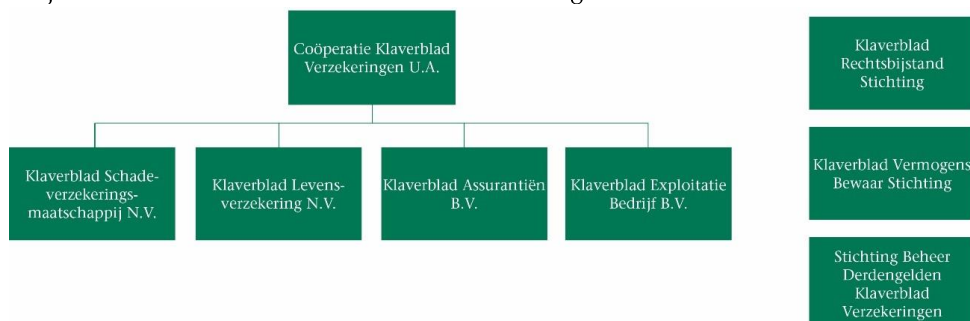 Coöperatie Klaverblad
Verzekeringen U.A.
Klaverblad Schade-
verzekerings-
maatschappij N.V.
Klaverblad Levens-
verzekering N.V.
Klaverblad Assurantiën
B.V.
Klaverblad Exploitatie
Bedrijf B.V.
Klaverblad
Rechtsbijstand
Stichting
Klaverblad Vermogens
Bewaar Stichting
Stichting Beheer
Derdengelden
Klaverblad
Verzekeringen